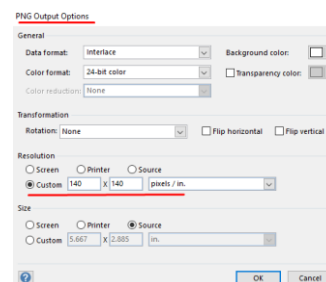 PNG Output Options
General
Data format: Interlace Background color:
Color format: 24-bit color Transparency color:
Color reduction: None
Transformation
Rotation: None Flip horizontal Flip vertical
Resolution
Screen Printer Source
Custom 140 X 140 pixels / in.
Size
Screen Printer Source
Custom 5.667 X 2.885 in.
? OK Cancel